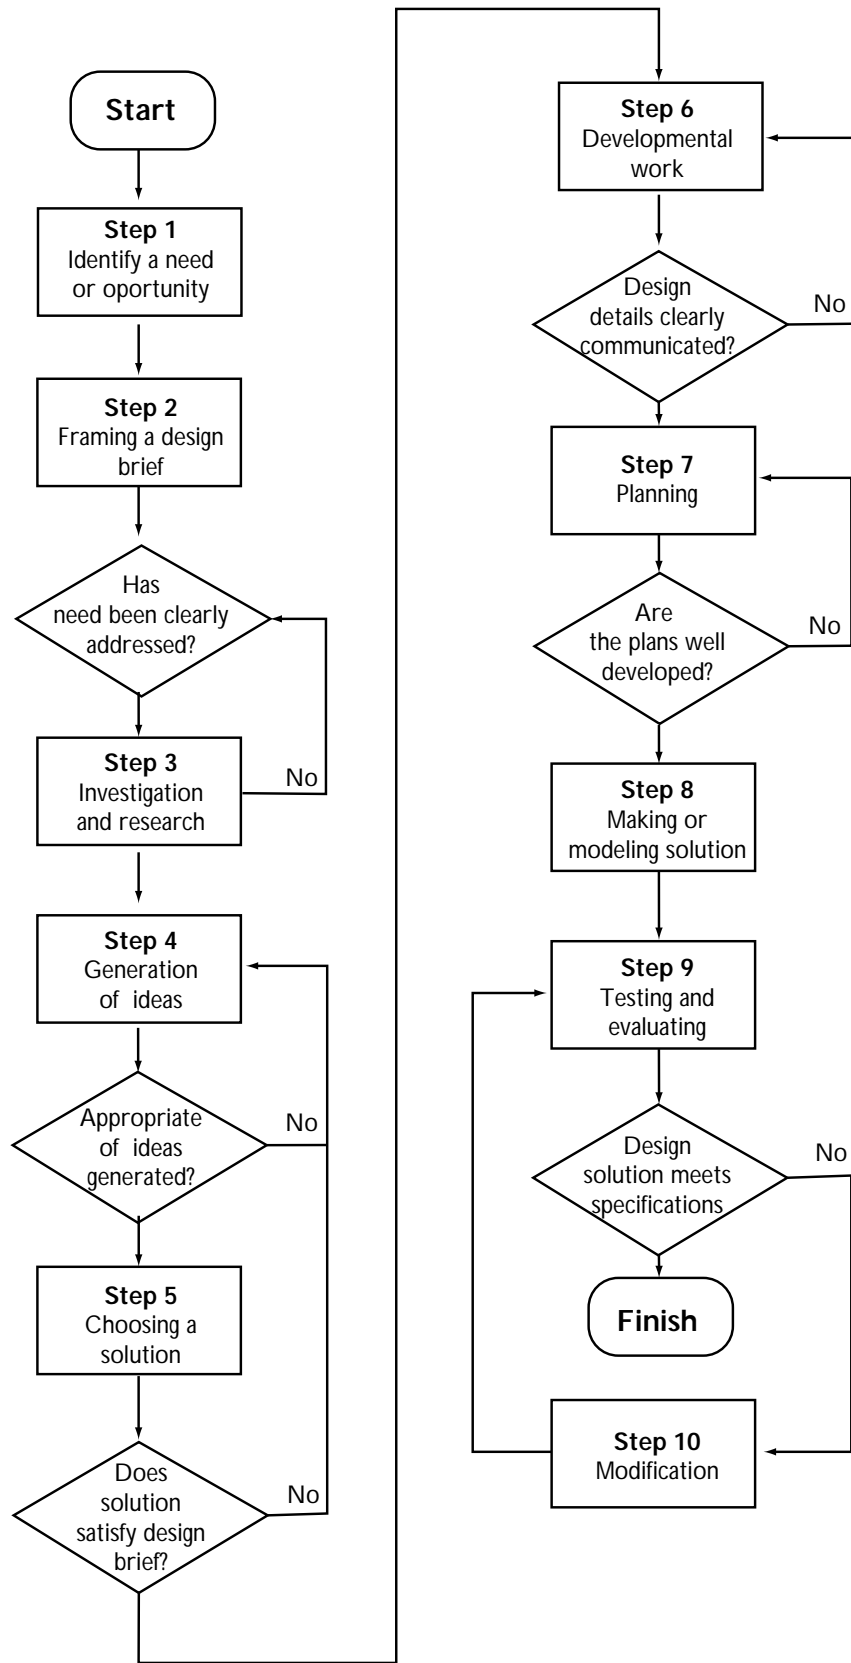 Start
Step 1
Identify a need
or oportunity
Step 2
Framing a design
brief
Has
need been clearly
addressed?
Step 3
Investigation
and research
No
Step 4
Generation
of ideas
Appropriate
of ideas
generated?
No
Step 5
Choosing a
solution
Does
solution
satisfy design
brief?
No
Step 6
Developmental
work
Design
details clearly
communicated?
No
Step 7
Planning
Are
the plans well
developed?
No
Step 8
Making or
modeling solution
Step 9
Testing and
evaluating
Design
solution meets
specifications
No
Finish
Step 10
Modification